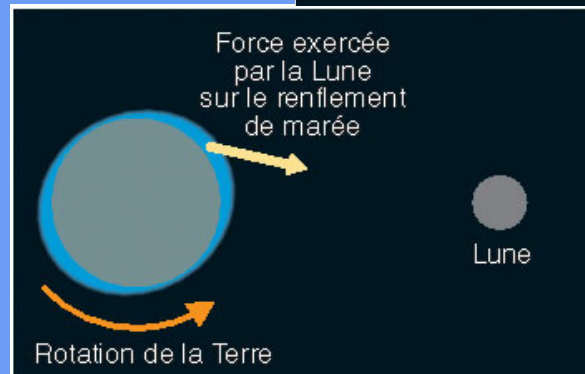 Force exercée
par la Lune
sur le renflement
de marée
Lune
Rotation de la Terre